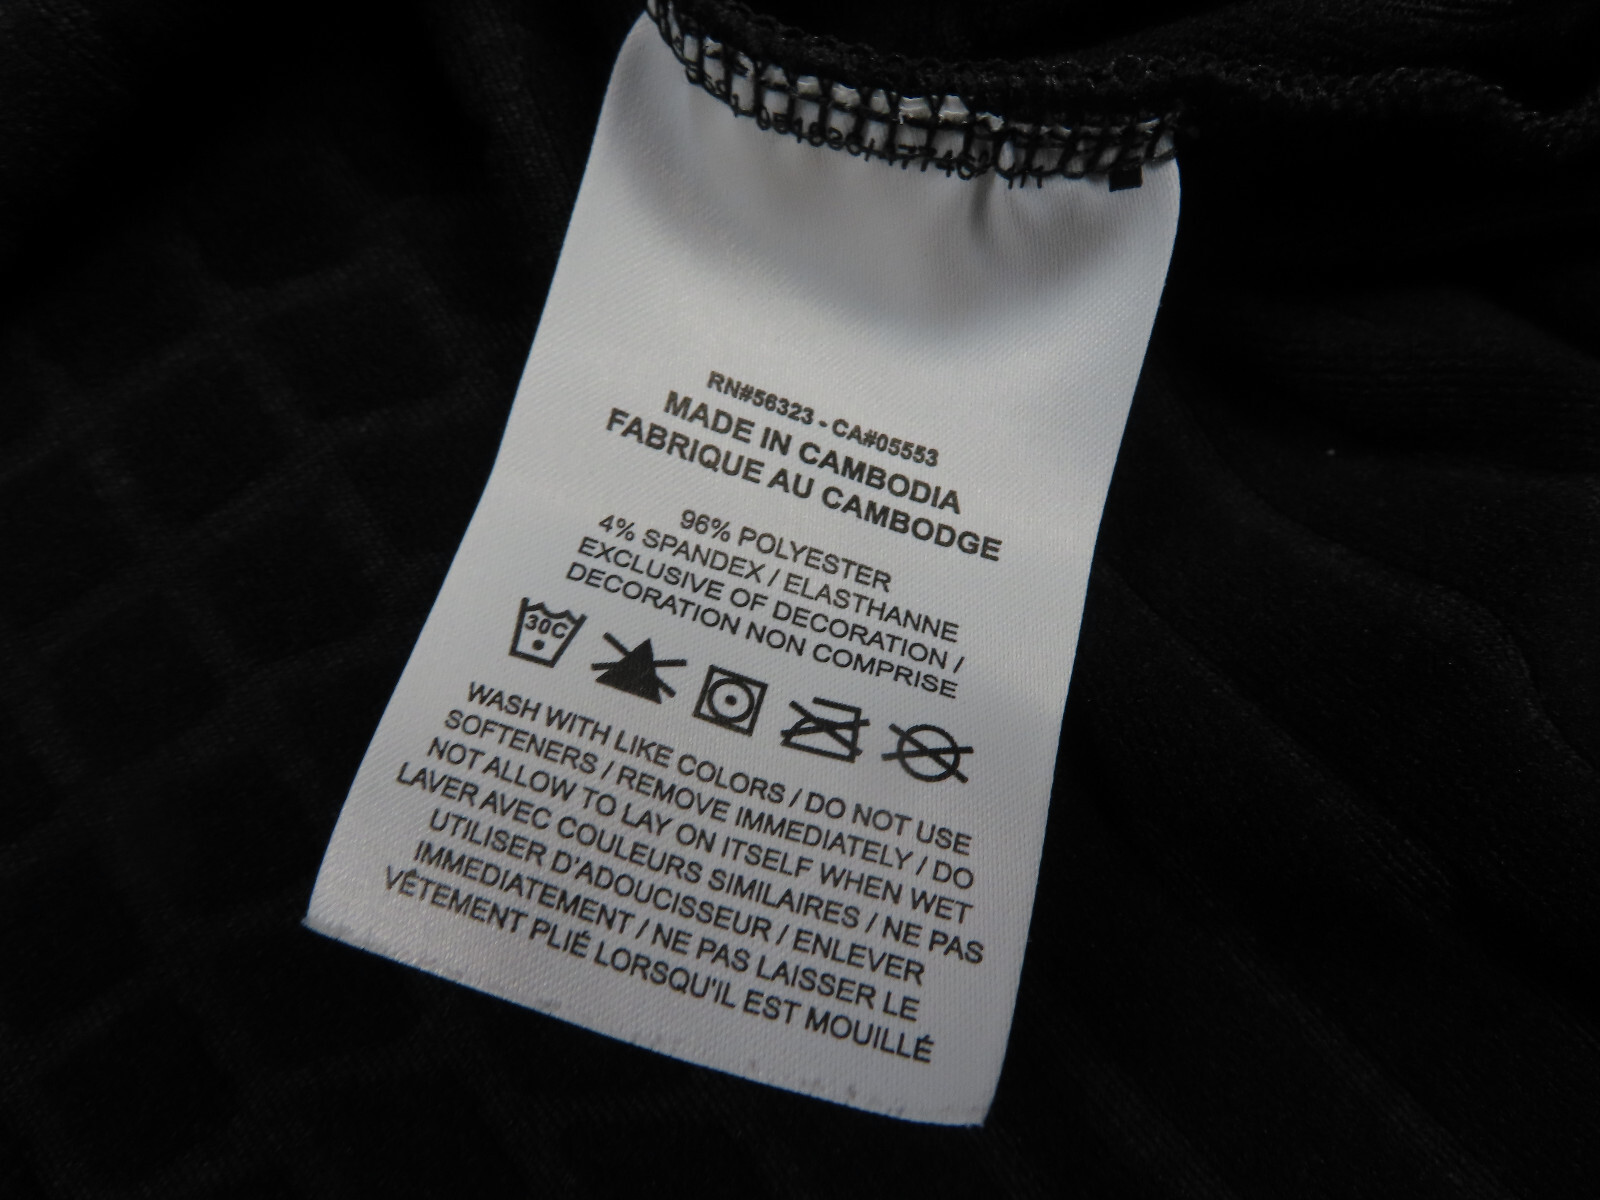 RN#56323 - CA#05553
MADE IN CAMBODIA
FABRIQUE AU CAMBODGE
96% POLYESTER
4% SPANDEX / ELASTHANNE
EXCLUSIVE OF DECORATION /
DECORATION NON COMPRISE
30C
WASH WITH LIKE COLORS / DO NOT USE
SOFTENERS / REMOVE IMMEDIATELY / DO
NOT ALLOW TO LAY ON ITSELF WHEN WET
LAVER AVEC COULEURS SIMILAIRES / NE PAS
UTILISER D'ADOUCISSEUR / ENLEVER
IMMEDIATEMENT / NE PAS LAISSER LE
VÊTEMENT PLIÉ LORSQU'IL EST MOUILLÉ